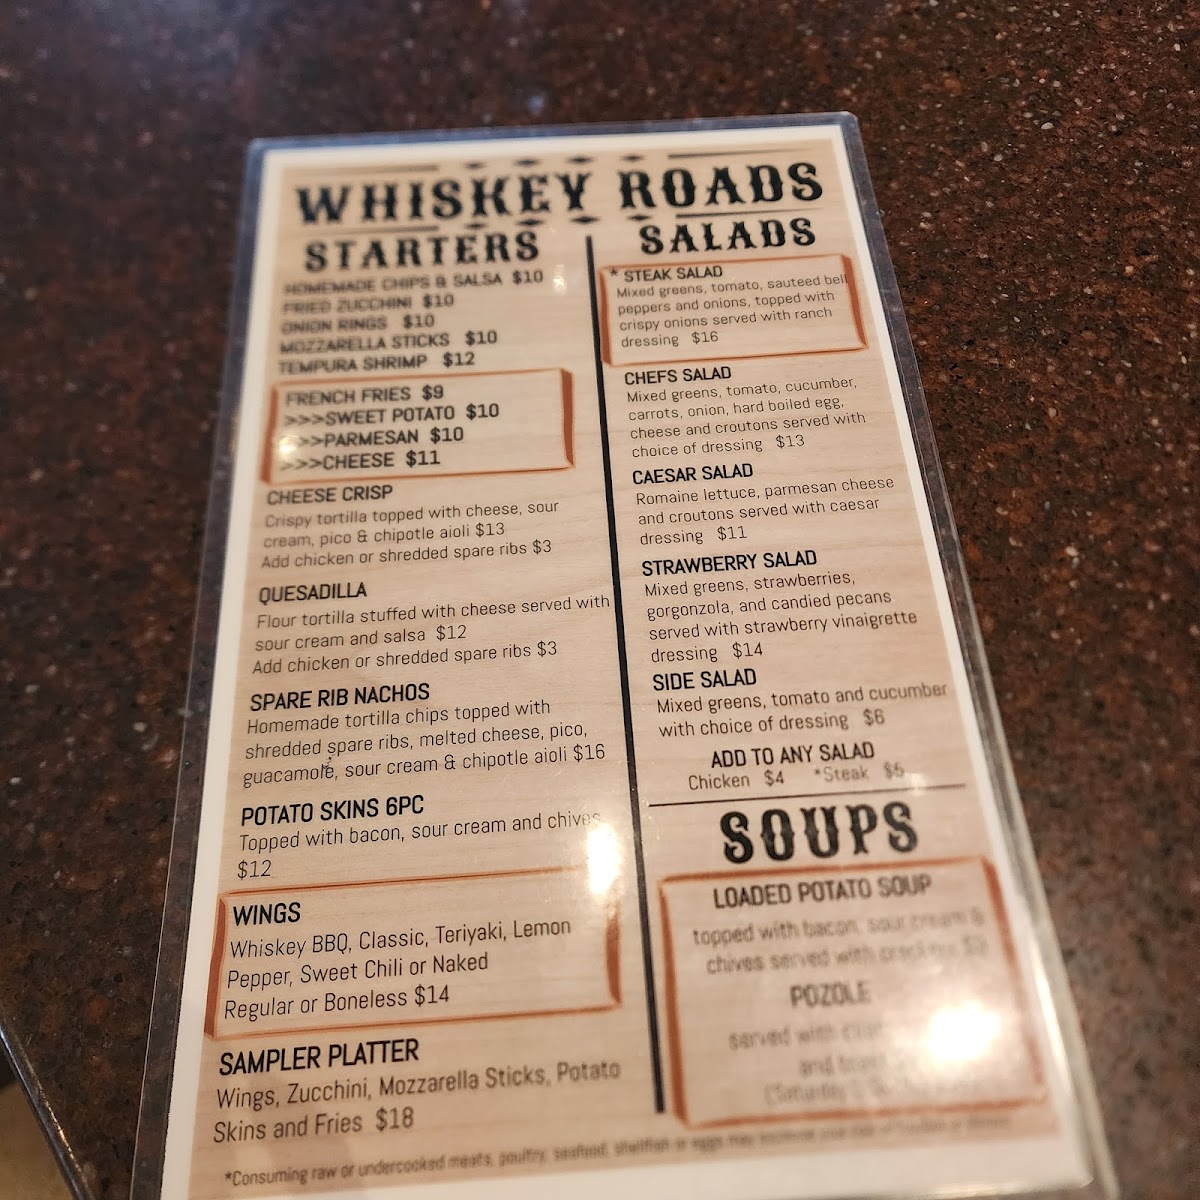 WHISKEY ROADS
STARTERS
HOMEMADE CHIPS & SALSA $10
FRIED ZUCCHINI $10
ONION RINGS $10
MOZZARELLA STICKS $10
TEMPURA SHRIMP $12
FRENCH FRIES $9
>>>SWEET POTATO $10
>>>PARMESAN $10
>>>CHEESE $11
CHEESE CRISP
Crispy tortilla topped with cheese, sour
cream, pico & chipotle aioli $13
Add chicken or shredded spare ribs $3
QUESADILLA
Flour tortilla stuffed with cheese served with
sour cream and salsa $12
Add chicken or shredded spare ribs $3
SPARE RIB NACHOS
Homemade tortilla chips topped with
shredded spare ribs, melted cheese, pico,
guacamole, sour cream & chipotle aioli $16
POTATO SKINS 6PC
Topped with bacon, sour cream and chives
$12
WINGS
Whiskey BBQ, Classic, Teriyaki, Lemon
Pepper, Sweet Chili or Naked
Regular or Boneless $14
SAMPLER PLATTER
Wings, Zucchini, Mozzarella Sticks, Potato
Skins and Fries $18
SALADS
* STEAK SALAD
Mixed greens, tomato, sauteed bell
peppers and onions, topped with
crispy onions served with ranch
dressing $16
CHEFS SALAD
Mixed greens, tomato, cucumber,
carrots, onion, hard boiled egg,
cheese and croutons served with
choice of dressing $13
CAESAR SALAD
Romaine lettuce, parmesan cheese
and croutons served with caesar
dressing $11
STRAWBERRY SALAD
Mixed greens, strawberries,
gorgonzola, and candied pecans
served with strawberry vinaigrette
dressing $14
SIDE SALAD
Mixed greens, tomato and cucumber
with choice of dressing $6
ADD TO ANY SALAD
Chicken $4 *Steak
SOUPS
LOADED POTATO SOUP
topped with bacon, sour cream &
chives served with
POZOLE
served with
and
(Saturday
*Consuming raw or undercooked meats, poultry, seafood, shellfish or eggs may increase your risk of